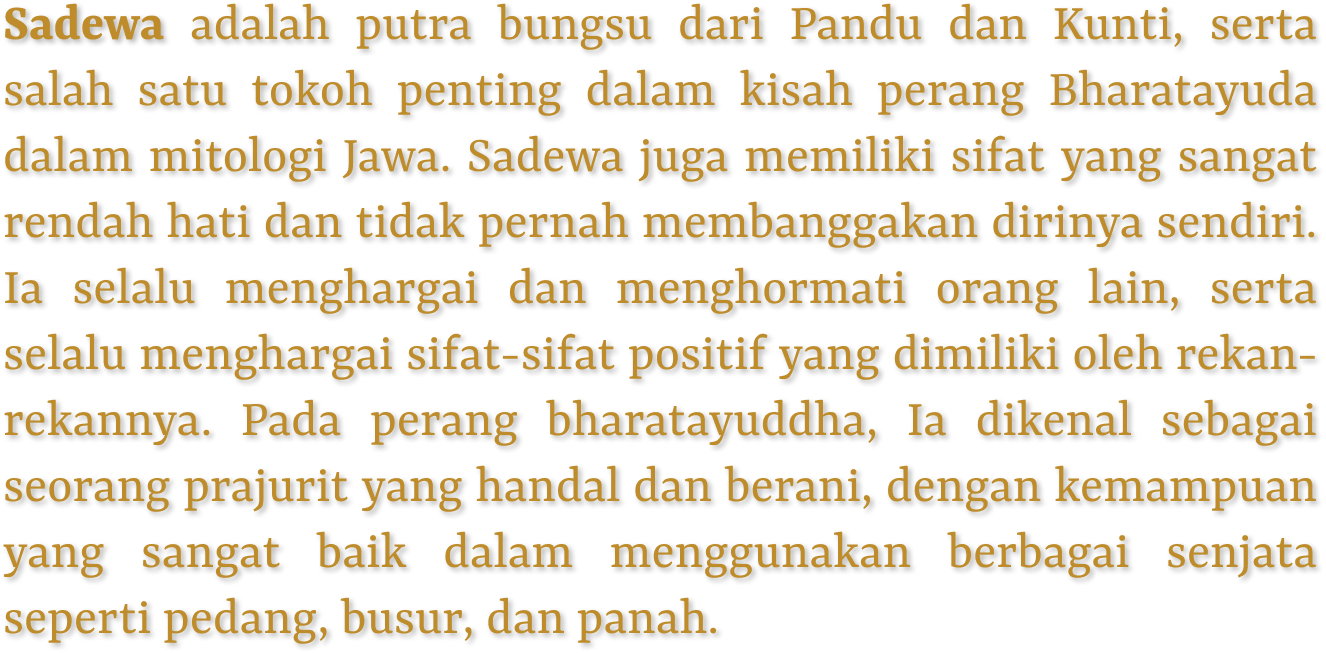 Sadewa adalah putra bungsu dari Pandu dan Kunti, serta
salah satu tokoh penting dalam kisah perang Bharatayuda
dalam mitologi Jawa. Sadewa juga memiliki sifat yang sangat
rendah hati dan tidak pernah membanggakan dirinya sendiri.
Ia selalu menghargai dan menghormati orang lain, serta
selalu menghargai sifat-sifat positif yang dimiliki oleh rekan-
rekannya. Pada perang bharatayuddha, Ia dikenal sebagai
seorang prajurit yang handal dan berani, dengan kemampuan
yang sangat baik dalam menggunakan berbagai senjata
seperti pedang, busur, dan panah.